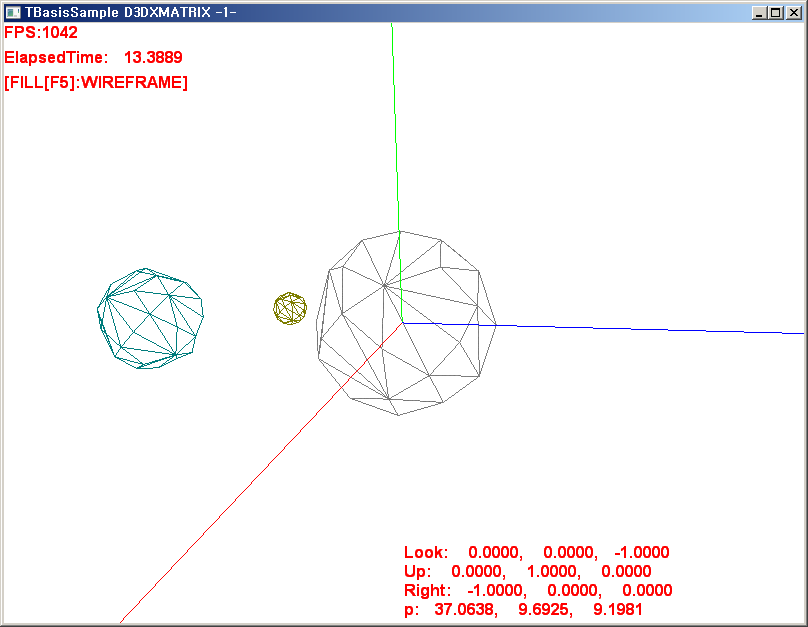 TBasisSample D3DXMATRIX -1-
FPS:1042
ElapsedTime: 13.3889
[FILL[F5]:WIREFRAME]
Look: 0.0000, 0.0000, -1.0000
Up: 0.0000, 1.0000, 0.0000
Right: -1.0000, 0.0000, 0.0000
p: 37.0638, 9.6925, 9.1981